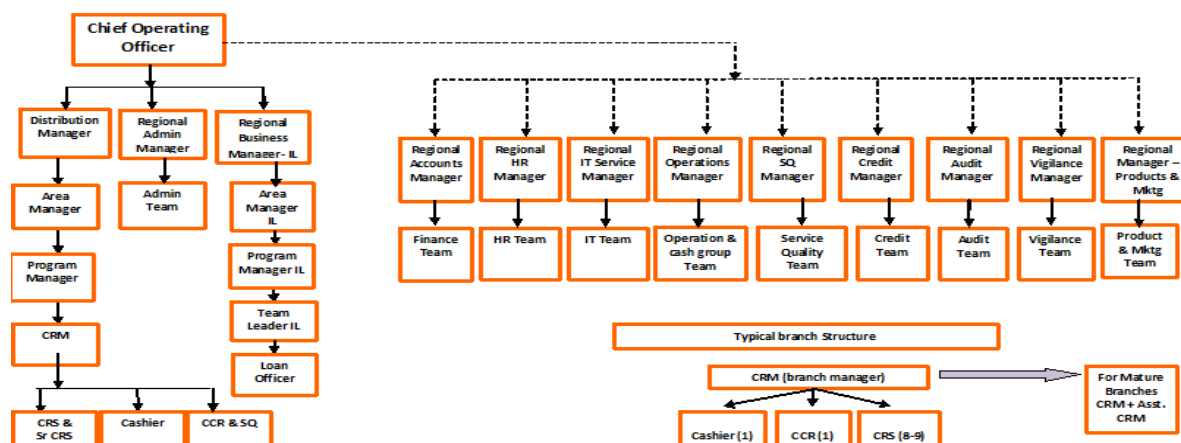 Chief Operating
Officer
Distribution
Manager
Regional
Admin
Manager
Regional
Business
Manager- IL
Area
Manager
Admin
Team
Area
Manager
IL
Program
Manager
Program
Manager IL
CRM
Team
Leader IL
Loan
Officer
CRS &
Sr CRS
Cashier
CCR & SQ
Regional
Accounts
Manager
Regional
HR
Manager
Regional
IT Service
Manager
Regional
Operations
Manager
Regional
SQ
Manager
Regional
Credit
Manager
Regional
Audit
Manager
Regional
Vigilance
Manager
Regional
Manager –
Products &
Mktg
Finance
Team
HR Team
IT Team
Operation &
cash group
Team
Service
Quality
Team
Credit
Team
Audit
Team
Vigilance
Team
Product
& Mktg
Team
Typical branch Structure
CRM (branch manager)
For Mature
Branches
CRM + Asst.
CRM
Cashier (1)
CCR (1)
CRS (8-9)